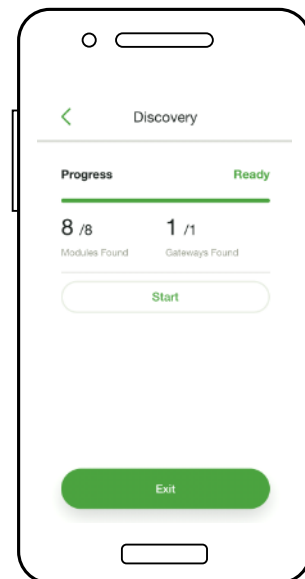 Discovery
Progress Ready
8 /8 1 /1
Modules Found Gateways Found
Start
Exit